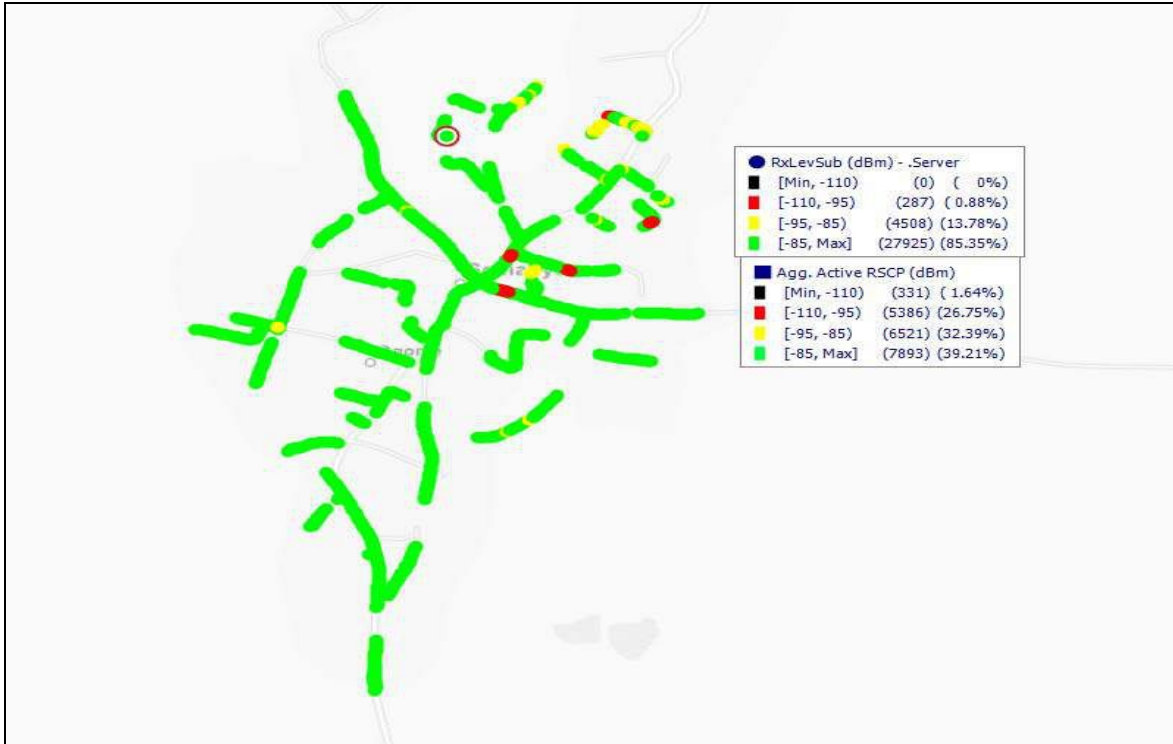 RxLevSub (dBm) - .Server
[Min, -110) (0) ( 0%)
[-110, -95) (287) ( 0.88%)
[-95, -85) (4508) (13.78%)
[-85, Max] (27925) (85.35%)
Agg. Active RSCP (dBm)
[Min, -110) (331) ( 1.64%)
[-110, -95) (5386) (26.75%)
[-95, -85) (6521) (32.39%)
[-85, Max] (7893) (39.21%)